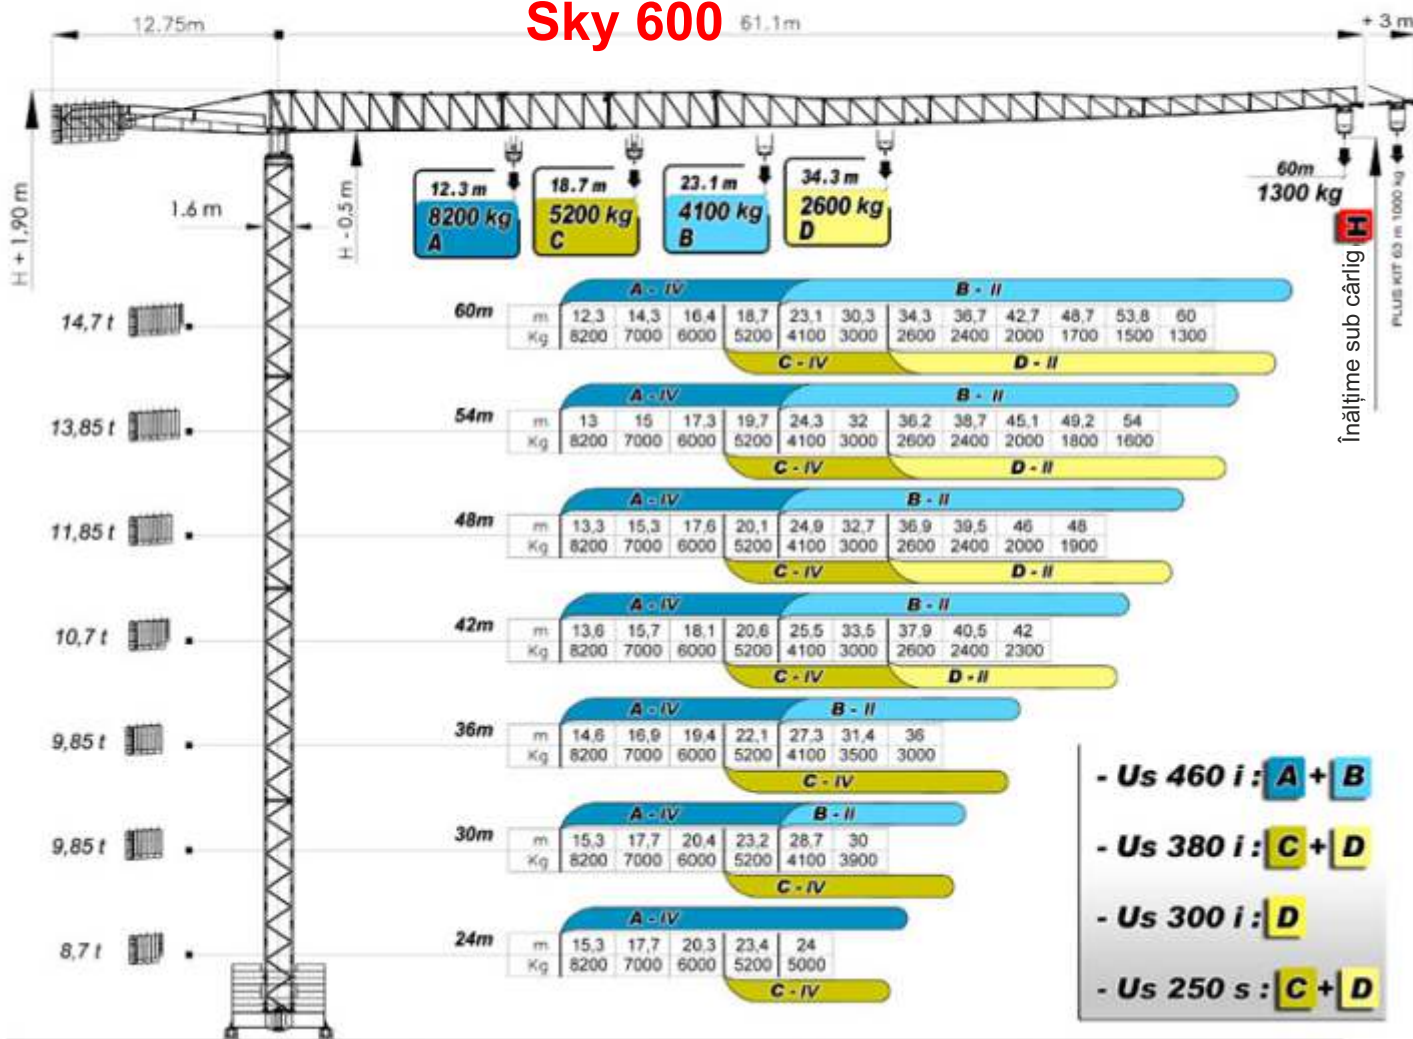 Sky 600
12.75m
61.1m
+ 3 m
H + 1,90 m
1.6 m
H - 0,5 m
12.3 m
8200 kg
A
18.7 m
5200 kg
C
23.1 m
4100 kg
B
34.3 m
2600 kg
D
60m
1300 kg
H
Înălțime sub cârlig
PLUS KIT 63 m 1000 kg
14,7 t
60m
A - IV B - II
m 12,3 14,3 16,4 18,7 23,1 30,3 34,3 36,7 42,7 48,7 53,8 60
Kg 8200 7000 6000 5200 4100 3000 2600 2400 2000 1700 1500 1300
C - IV D - II
13,85 t
54m
A - IV B - II
m 13 15 17,3 19,7 24,3 32 36,2 38,7 45,1 49,2 54
Kg 8200 7000 6000 5200 4100 3000 2600 2400 2000 1800 1600
C - IV D - II
11,85 t
48m
A - IV B - II
m 13,3 15,3 17,6 20,1 24,9 32,7 36,9 39,5 46 48
Kg 8200 7000 6000 5200 4100 3000 2600 2400 2000 1900
C - IV D - II
10,7 t
42m
A - IV B - II
m 13,6 15,7 18,1 20,6 25,5 33,5 37,9 40,5 42
Kg 8200 7000 6000 5200 4100 3000 2600 2400 2300
C - IV D - II
9,85 t
36m
A - IV B - II
m 14,6 16,9 19,4 22,1 27,3 31,4 36
Kg 8200 7000 6000 5200 4100 3500 3000
C - IV
9,85 t
30m
A - IV B - II
m 15,3 17,7 20,4 23,2 28,7 30
Kg 8200 7000 6000 5200 4100 3900
C - IV
8,7 t
24m
A - IV
m 15,3 17,7 20,3 23,4 24
Kg 8200 7000 6000 5200 5000
C - IV
- Us 460 i : A + B
- Us 380 i : C + D
- Us 300 i : D
- Us 250 s : C + D